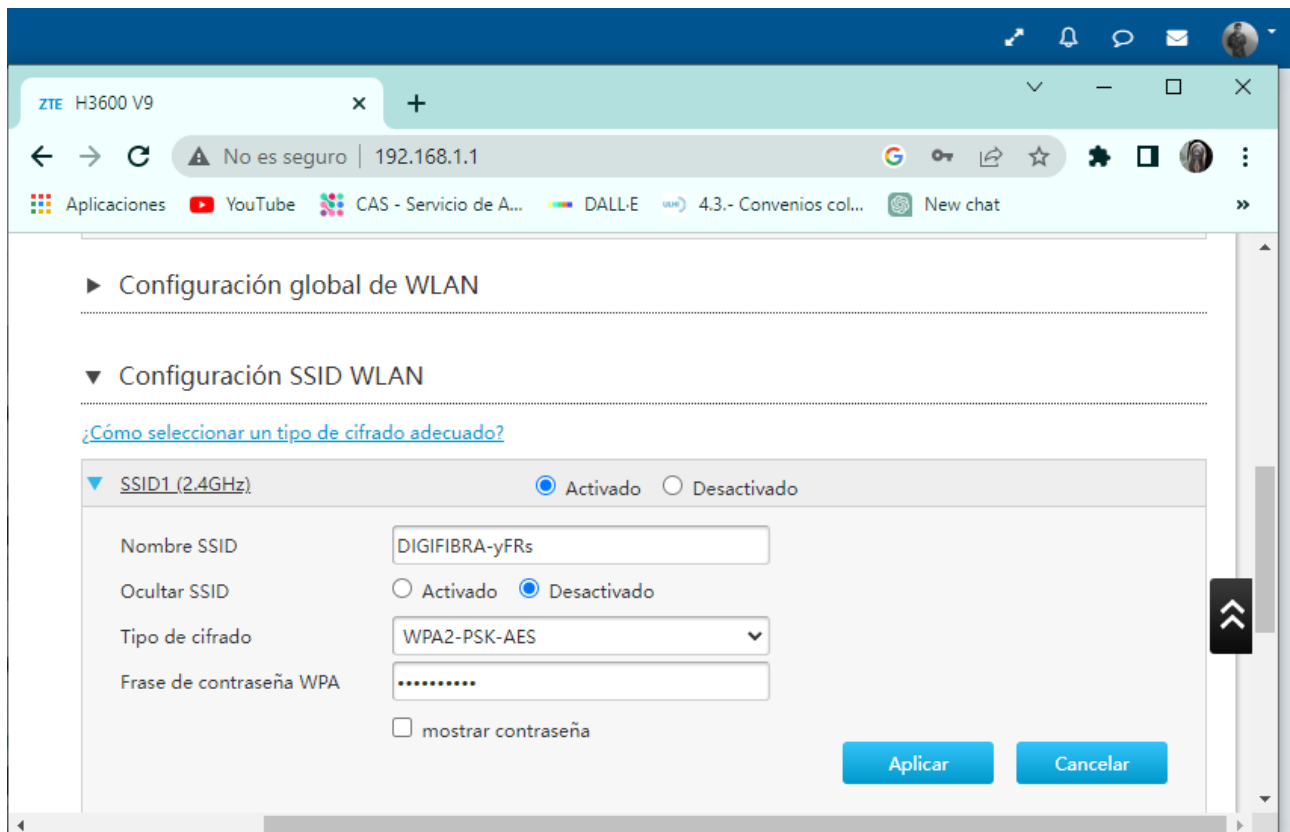 ZTE H3600 V9
No es seguro 192.168.1.1
Aplicaciones YouTube CAS - Servicio de A... DALL·E 4.3.- Convenios col... New chat »
Configuración global de WLAN
Configuración SSID WLAN
¿Cómo seleccionar un tipo de cifrado adecuado?
SSID1 (2.4GHz) Activado Desactivado
Nombre SSID DIGIFIBRA-yFRs
Ocultar SSID Activado Desactivado
Tipo de cifrado WPA2-PSK-AES
Frase de contraseña WPA ••••••••••
mostrar contraseña
Aplicar Cancelar